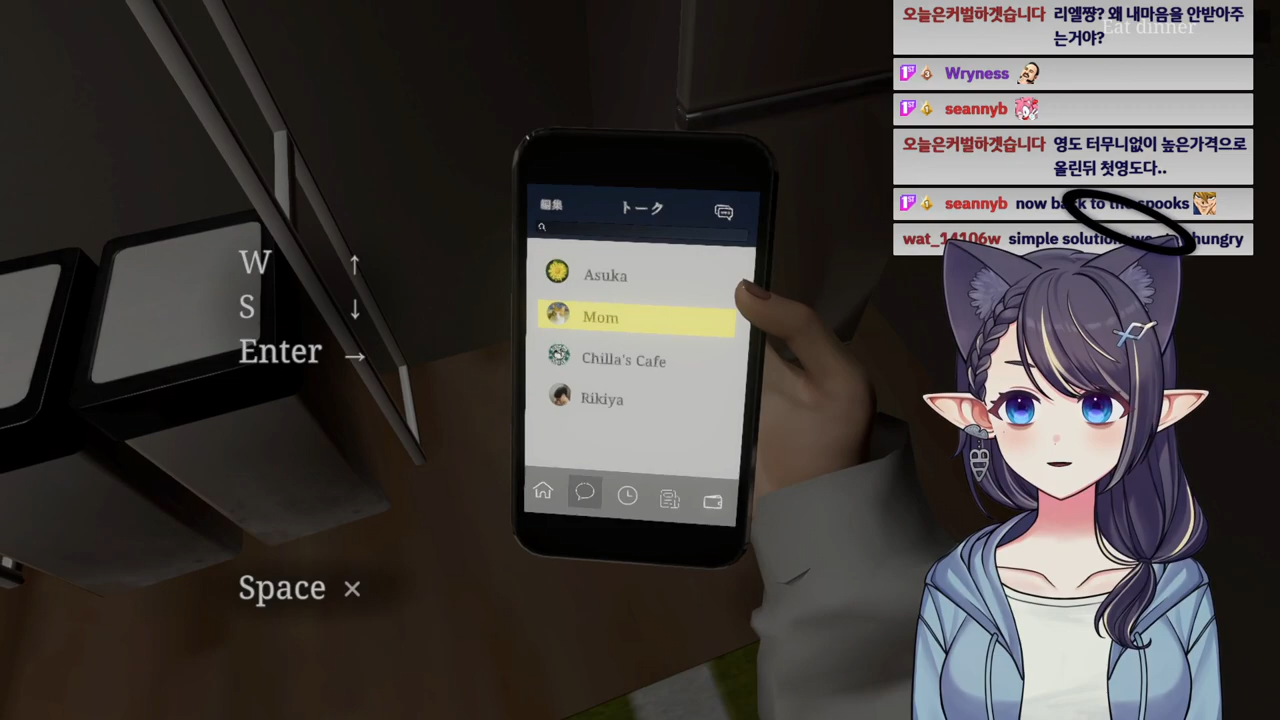 W ↑
S ↓
Enter →
Space ×
編集 トーク
Asuka
Mom
Chilla's Cafe
Rikiya
Eat dinner
오늘은커벌하겟습니다 리엘쨩? 왜 내마음을 안받아주
는거야?
Wryness
seannyb
오늘은커벌하겟습니다 영도 터무니없이 높은가격으로
올린뒤 첫영도다..
seannyb now back to the spooks
wat_14106w simple solution hungry